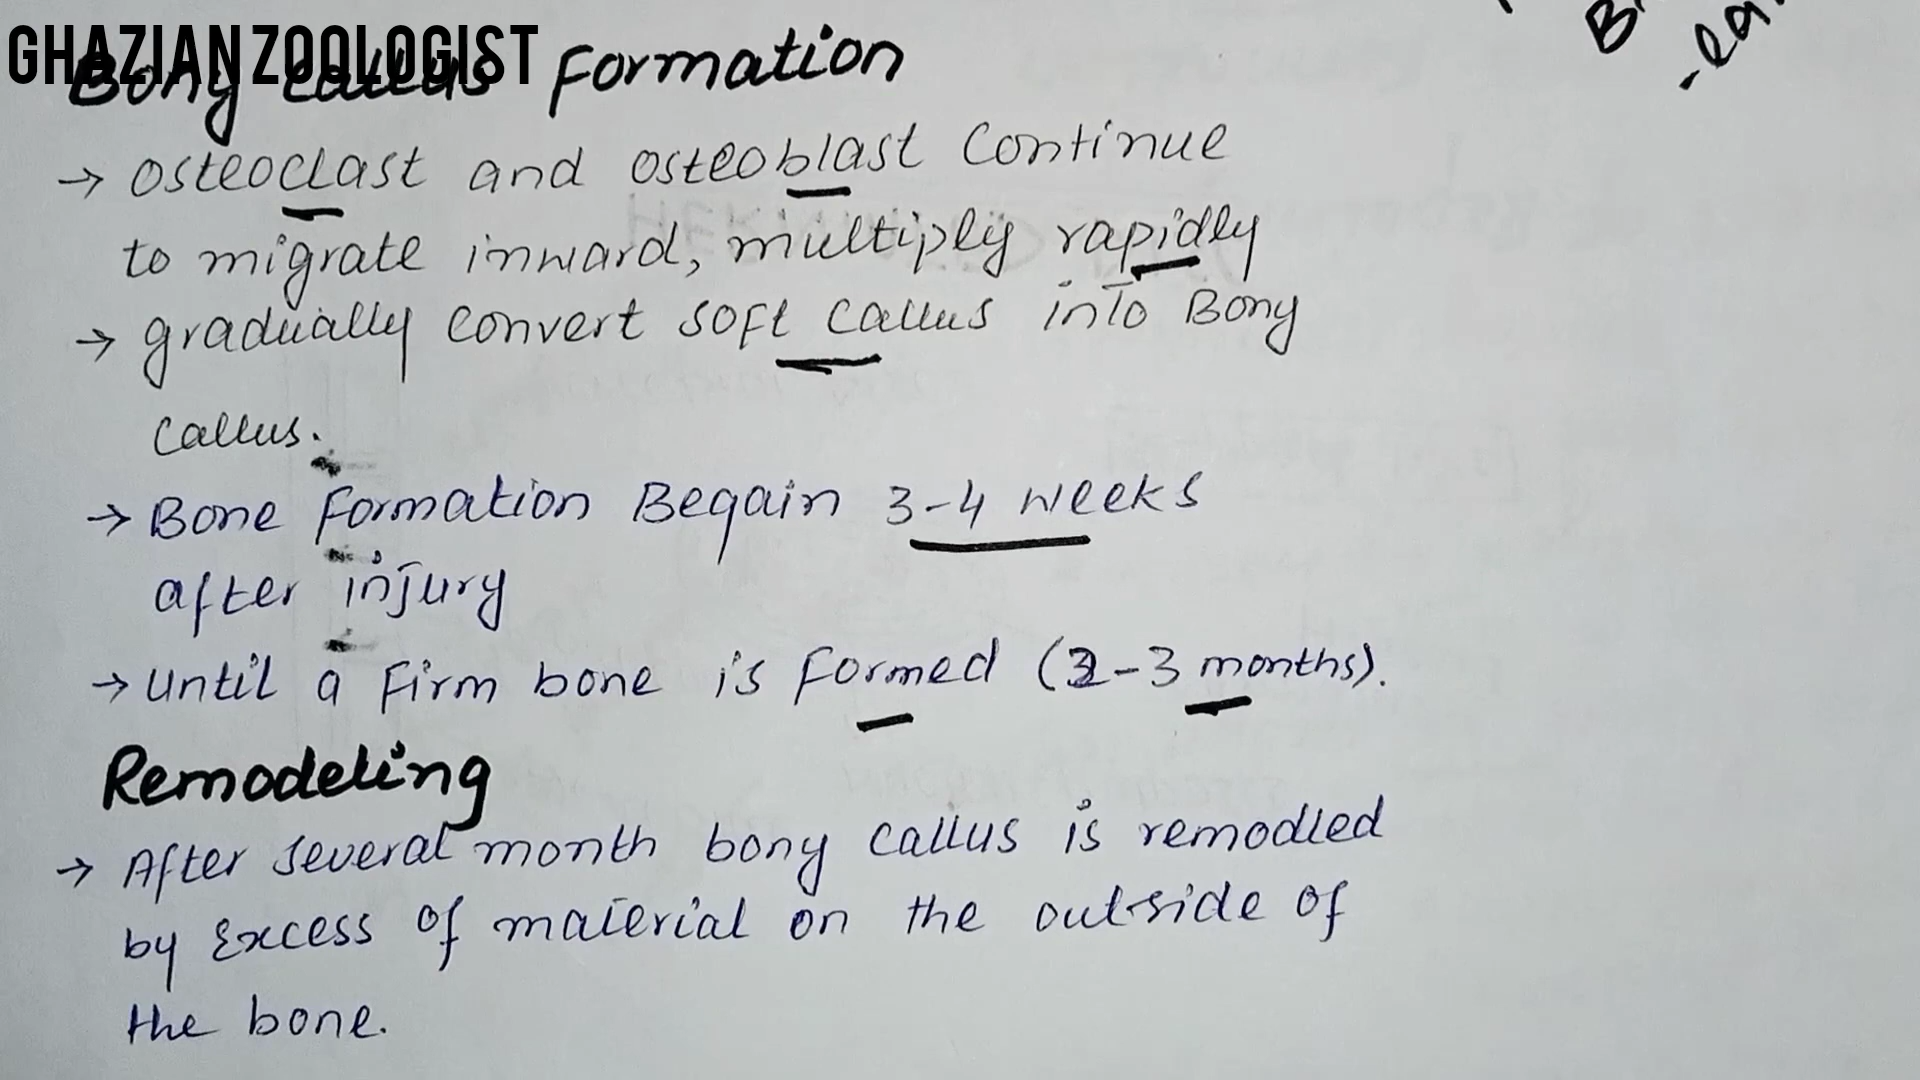 GHAZIAN ZOOLOGIST
Bony callus Formation
→ Osteoclast and osteoblast continue
to migrate inward, multiply rapidly
→ gradually convert soft callus into Bony
callus.
→ Bone Formation Begain 3-4 weeks
after injury
→ until a firm bone is formed (2-3 months).
Remodeling
→ After several month bony callus is remodled
by Excess of material on the outside of
the bone.